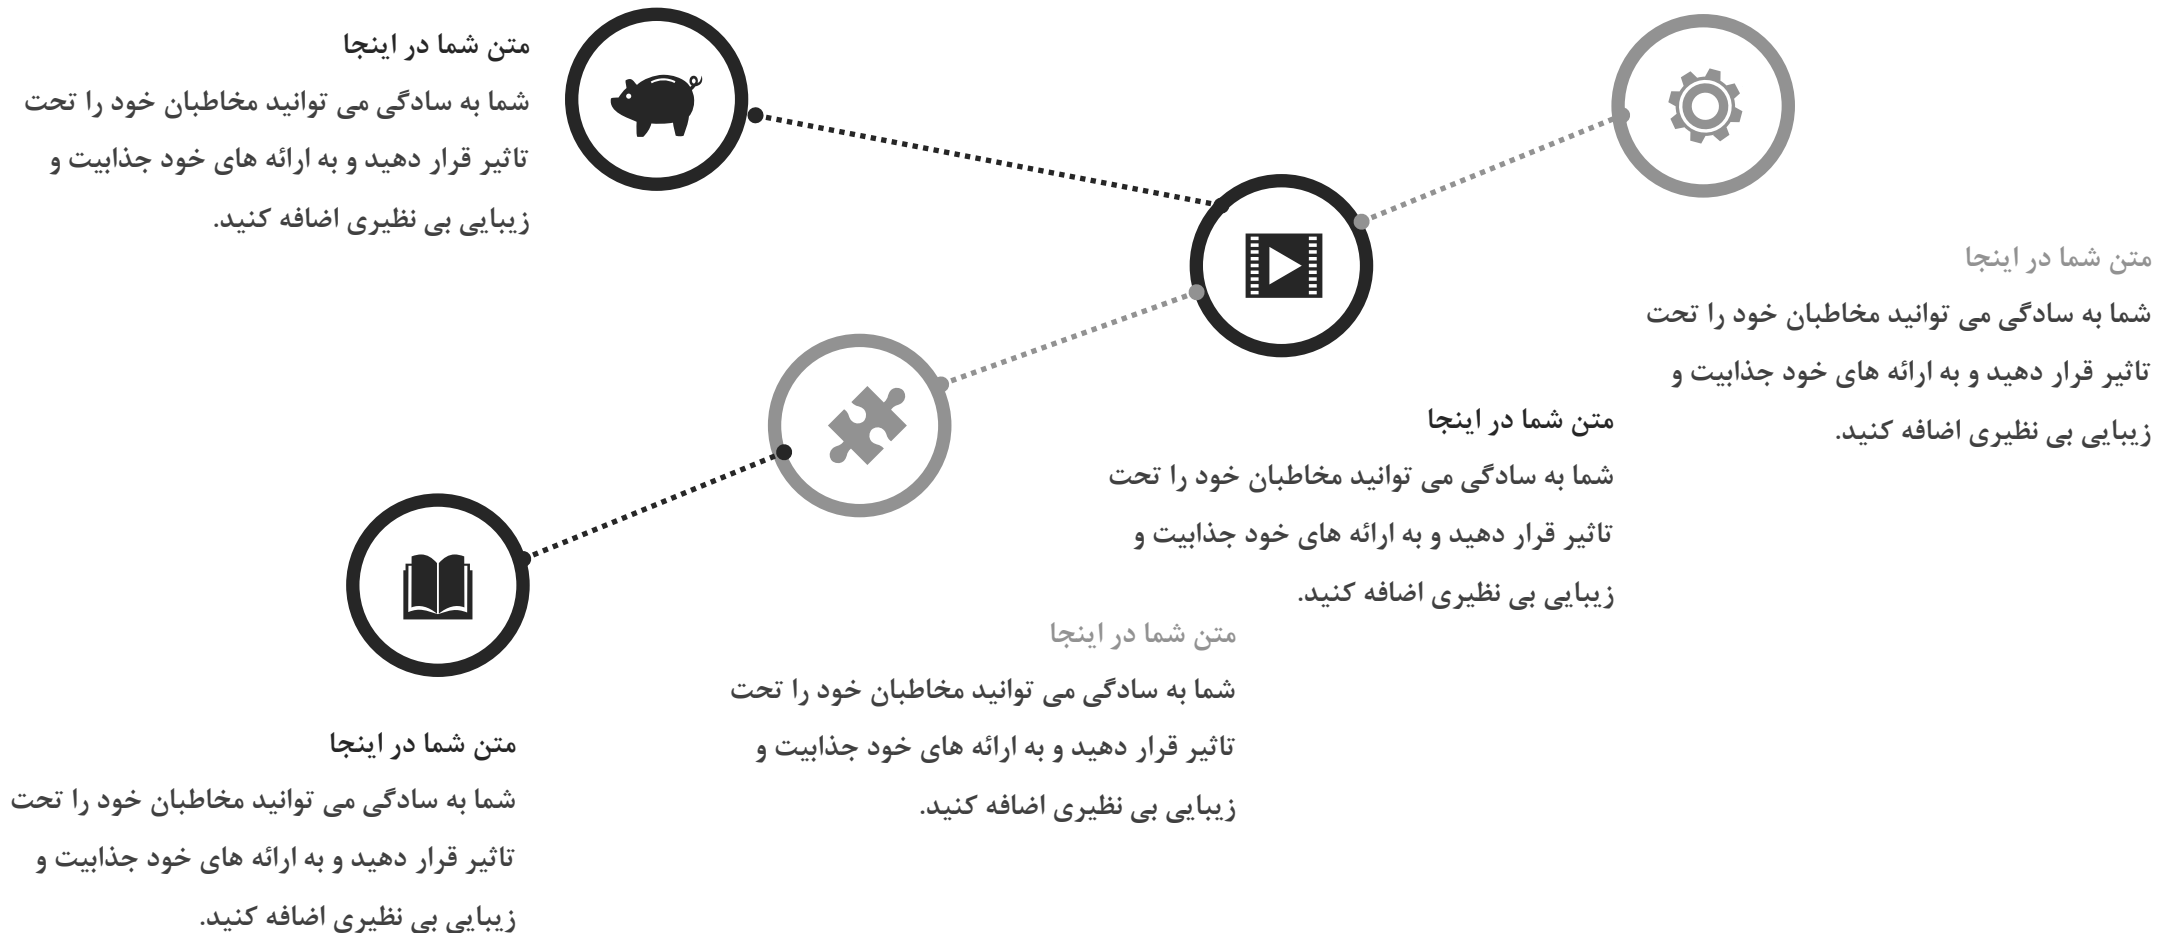 متن شما در اینجا
شما به سادگی می توانید مخاطبان خود را تحت
تاثیر قرار دهید و به ارائه های خود جذابیت و
زیبایی بی نظیری اضافه کنید.
متن شما در اینجا
شما به سادگی می توانید مخاطبان خود را تحت
تاثیر قرار دهید و به ارائه های خود جذابیت و
زیبایی بی نظیری اضافه کنید.
متن شما در اینجا
شما به سادگی می توانید مخاطبان خود را تحت
تاثیر قرار دهید و به ارائه های خود جذابیت و
زیبایی بی نظیری اضافه کنید.
متن شما در اینجا
شما به سادگی می توانید مخاطبان خود را تحت
تاثیر قرار دهید و به ارائه های خود جذابیت و
زیبایی بی نظیری اضافه کنید.
متن شما در اینجا
شما به سادگی می توانید مخاطبان خود را تحت
تاثیر قرار دهید و به ارائه های خود جذابیت و
زیبایی بی نظیری اضافه کنید.